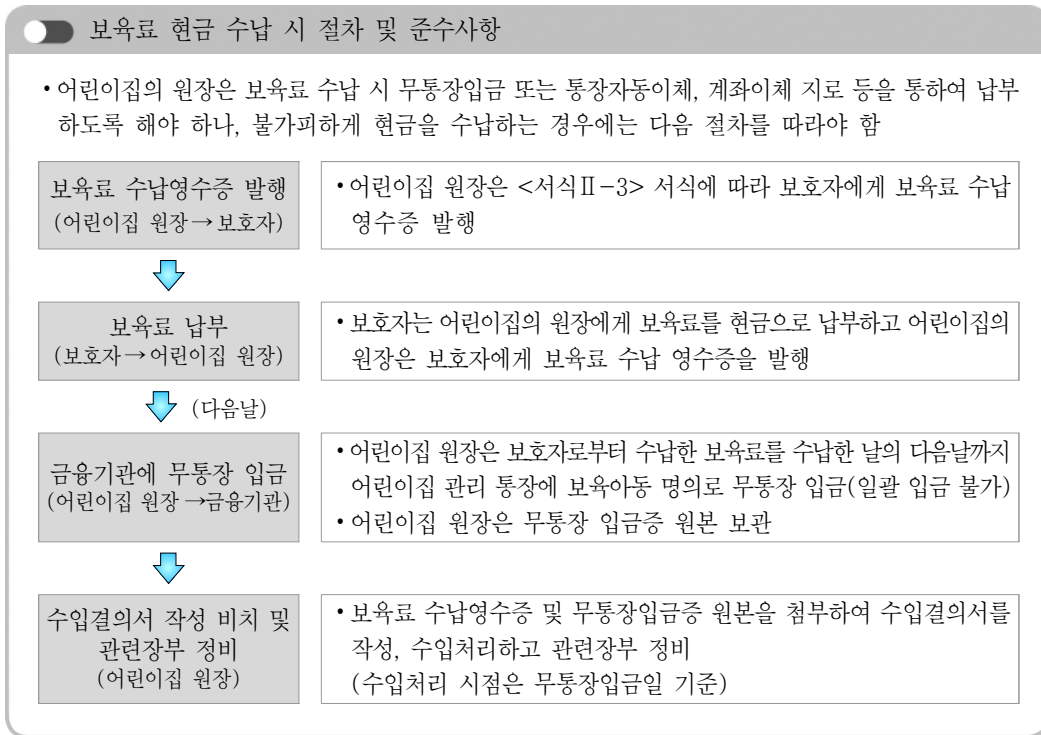 보육료 현금 수납 시 절차 및 준수사항
• 어린이집의 원장은 보육료 수납 시 무통장입금 또는 통장자동이체, 계좌이체 지로 등을 통하여 납부
하도록 해야 하나, 불가피하게 현금을 수납하는 경우에는 다음 절차를 따라야 함
보육료 수납영수증 발행
(어린이집 원장→보호자)
• 어린이집 원장은 <서식Ⅱ-3> 서식에 따라 보호자에게 보육료 수납
영수증 발행
보육료 납부
(보호자→어린이집 원장)
• 보호자는 어린이집의 원장에게 보육료를 현금으로 납부하고 어린이집의
원장은 보호자에게 보육료 수납 영수증을 발행
(다음날)
금융기관에 무통장 입금
(어린이집 원장→금융기관)
• 어린이집 원장은 보호자로부터 수납한 보육료를 수납한 날의 다음날까지
어린이집 관리 통장에 보육아동 명의로 무통장 입금(일괄 입금 불가)
• 어린이집 원장은 무통장 입금증 원본 보관
수입결의서 작성 비치 및
관련장부 정비
(어린이집 원장)
• 보육료 수납영수증 및 무통장입금증 원본을 첨부하여 수입결의서를
작성, 수입처리하고 관련장부 정비
(수입처리 시점은 무통장입금일 기준)